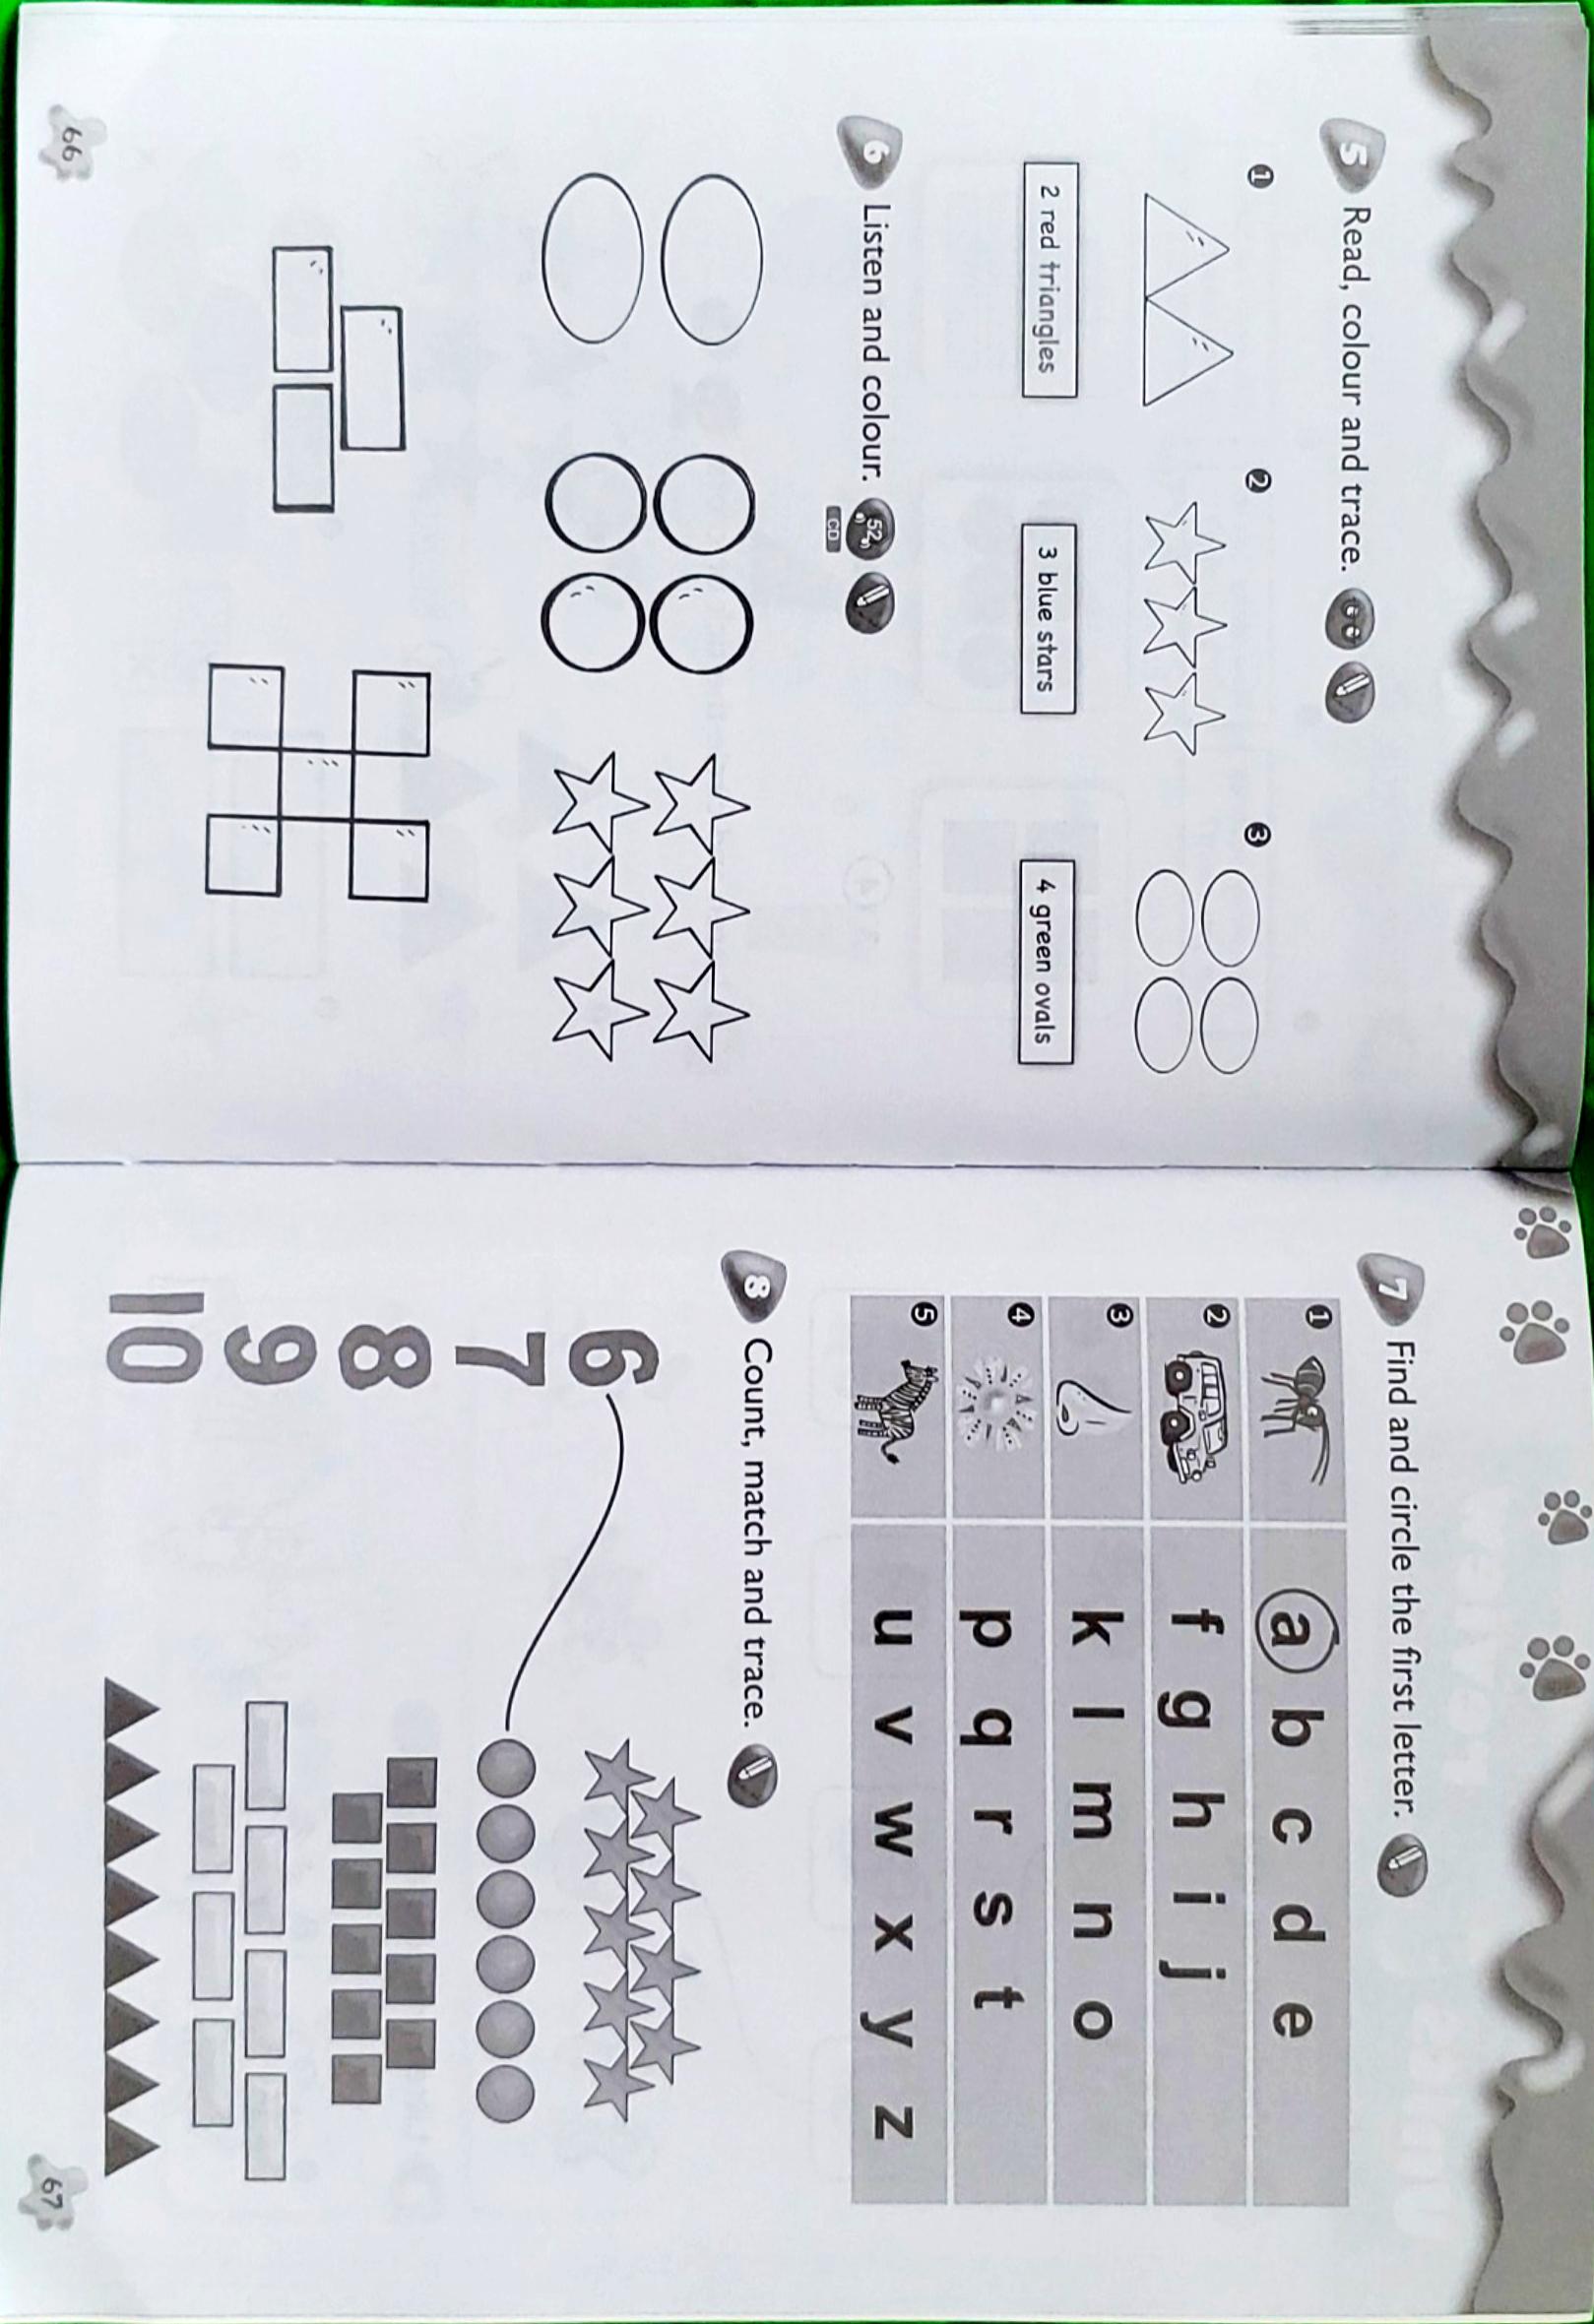 5 Read, colour and trace.
1 2 3
2 red triangles 3 blue stars 4 green ovals
6 Listen and colour. 52
CD
66
7 Find and circle the first letter.
1 a b c d e
2 f g h i j
3 k l m n o
4 p q r s t
5 u v w x y z
8 Count, match and trace.
6
7
8
9
10
67